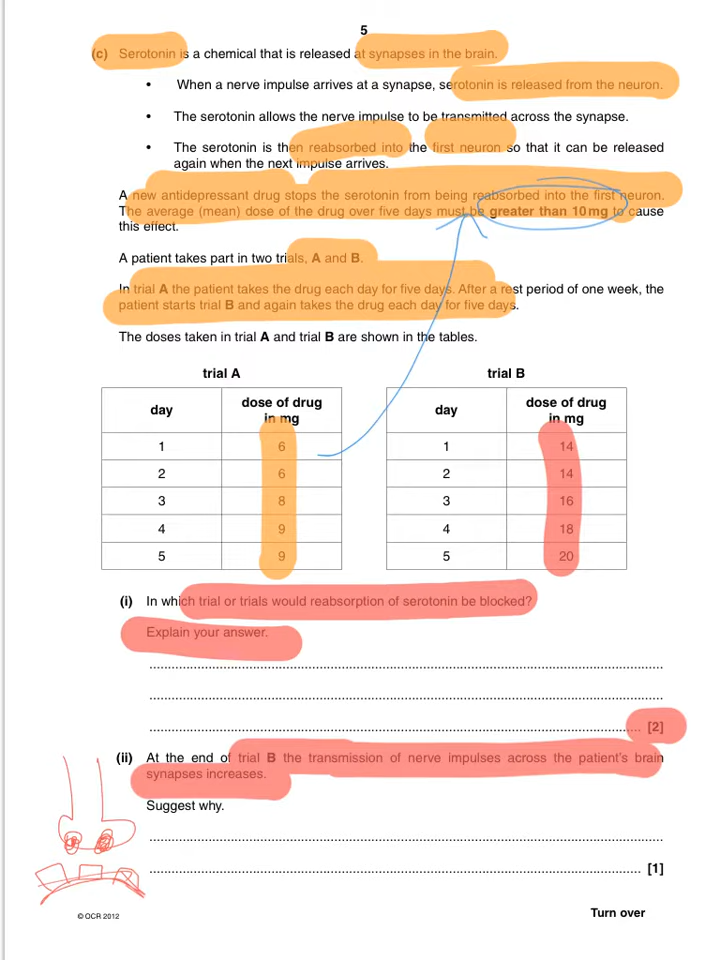 5
(c) Serotonin is a chemical that is released at synapses in the brain.
• When a nerve impulse arrives at a synapse, serotonin is released from the neuron.
• The serotonin allows the nerve impulse to be transmitted across the synapse.
• The serotonin is then reabsorbed into the first neuron so that it can be released
again when the next impulse arrives.
A new antidepressant drug stops the serotonin from being reabsorbed into the first neuron.
The average (mean) dose of the drug over five days must be greater than 10 mg to cause
this effect.
A patient takes part in two trials, A and B.
In trial A the patient takes the drug each day for five days. After a rest period of one week, the
patient starts trial B and again takes the drug each day for five days.
The doses taken in trial A and trial B are shown in the tables.
trial A
day dose of drug
in mg
1 6
2 6
3 8
4 9
5 9
trial B
day dose of drug
in mg
1 14
2 14
3 16
4 18
5 20
(i) In which trial or trials would reabsorption of serotonin be blocked?
Explain your answer.
[2]
(ii) At the end of trial B the transmission of nerve impulses across the patient's brain
synapses increases.
Suggest why.
[1]
© OCR 2012
Turn over